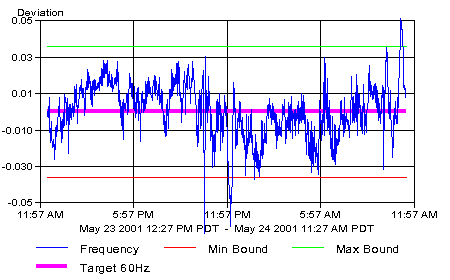 Deviation
0.05
0.03
0.01
-0.010
-0.030
-0.05
11:57 AM 5:57 PM 11:57 PM 5:57 AM 11:57 AM
May 23 2001 12:27 PM PDT - May 24 2001 11:27 AM PDT
Frequency Min Bound Max Bound
Target 60Hz